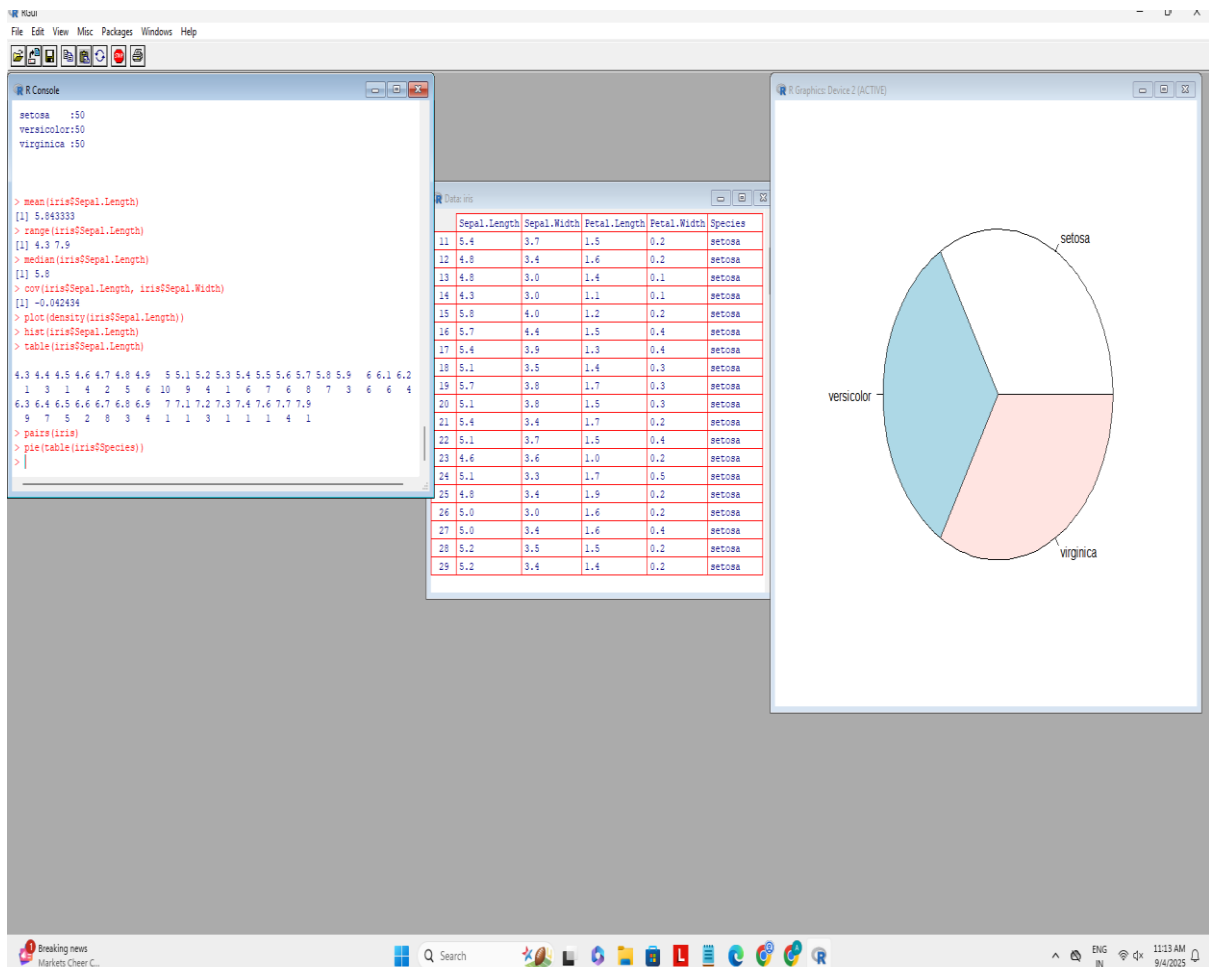 RGui
File Edit View Misc Packages Windows Help
STOP
R Console
setosa    :50
versicolor:50
virginica :50
> mean(iris$Sepal.Length)
[1] 5.843333
> range(iris$Sepal.Length)
[1] 4.3 7.9
> median(iris$Sepal.Length)
[1] 5.8
> cov(iris$Sepal.Length, iris$Sepal.Width)
[1] -0.042434
> plot(density(iris$Sepal.Length))
> hist(iris$Sepal.Length)
> table(iris$Sepal.Length)
4.3 4.4 4.5 4.6 4.7 4.8 4.9   5 5.1 5.2 5.3 5.4 5.5 5.6 5.7 5.8 5.9   6 6.1 6.2
  1   3   1   4   2   5   6  10   9   4   1   6   7   6   8   7   3   6   6   4
6.3 6.4 6.5 6.6 6.7 6.8 6.9   7 7.1 7.2 7.3 7.4 7.6 7.7 7.9
  9   7   5   2   8   3   4   1   1   3   1   1   1   4   1
> pairs(iris)
> pie(table(iris$Species))
>
Data: iris
Sepal.Length Sepal.Width Petal.Length Petal.Width Species
11 5.4 3.7 1.5 0.2 setosa
12 4.8 3.4 1.6 0.2 setosa
13 4.8 3.0 1.4 0.1 setosa
14 4.3 3.0 1.1 0.1 setosa
15 5.8 4.0 1.2 0.2 setosa
16 5.7 4.4 1.5 0.4 setosa
17 5.4 3.9 1.3 0.4 setosa
18 5.1 3.5 1.4 0.3 setosa
19 5.7 3.8 1.7 0.3 setosa
20 5.1 3.8 1.5 0.3 setosa
21 5.4 3.4 1.7 0.2 setosa
22 5.1 3.7 1.5 0.4 setosa
23 4.6 3.6 1.0 0.2 setosa
24 5.1 3.3 1.7 0.5 setosa
25 4.8 3.4 1.9 0.2 setosa
26 5.0 3.0 1.6 0.2 setosa
27 5.0 3.4 1.6 0.4 setosa
28 5.2 3.5 1.5 0.2 setosa
29 5.2 3.4 1.4 0.2 setosa
R Graphics: Device 2 (ACTIVE)
setosa
versicolor
virginica
1
Breaking news
Markets Cheer C...
Search
L
ENG
IN
11:13 AM
9/4/2025